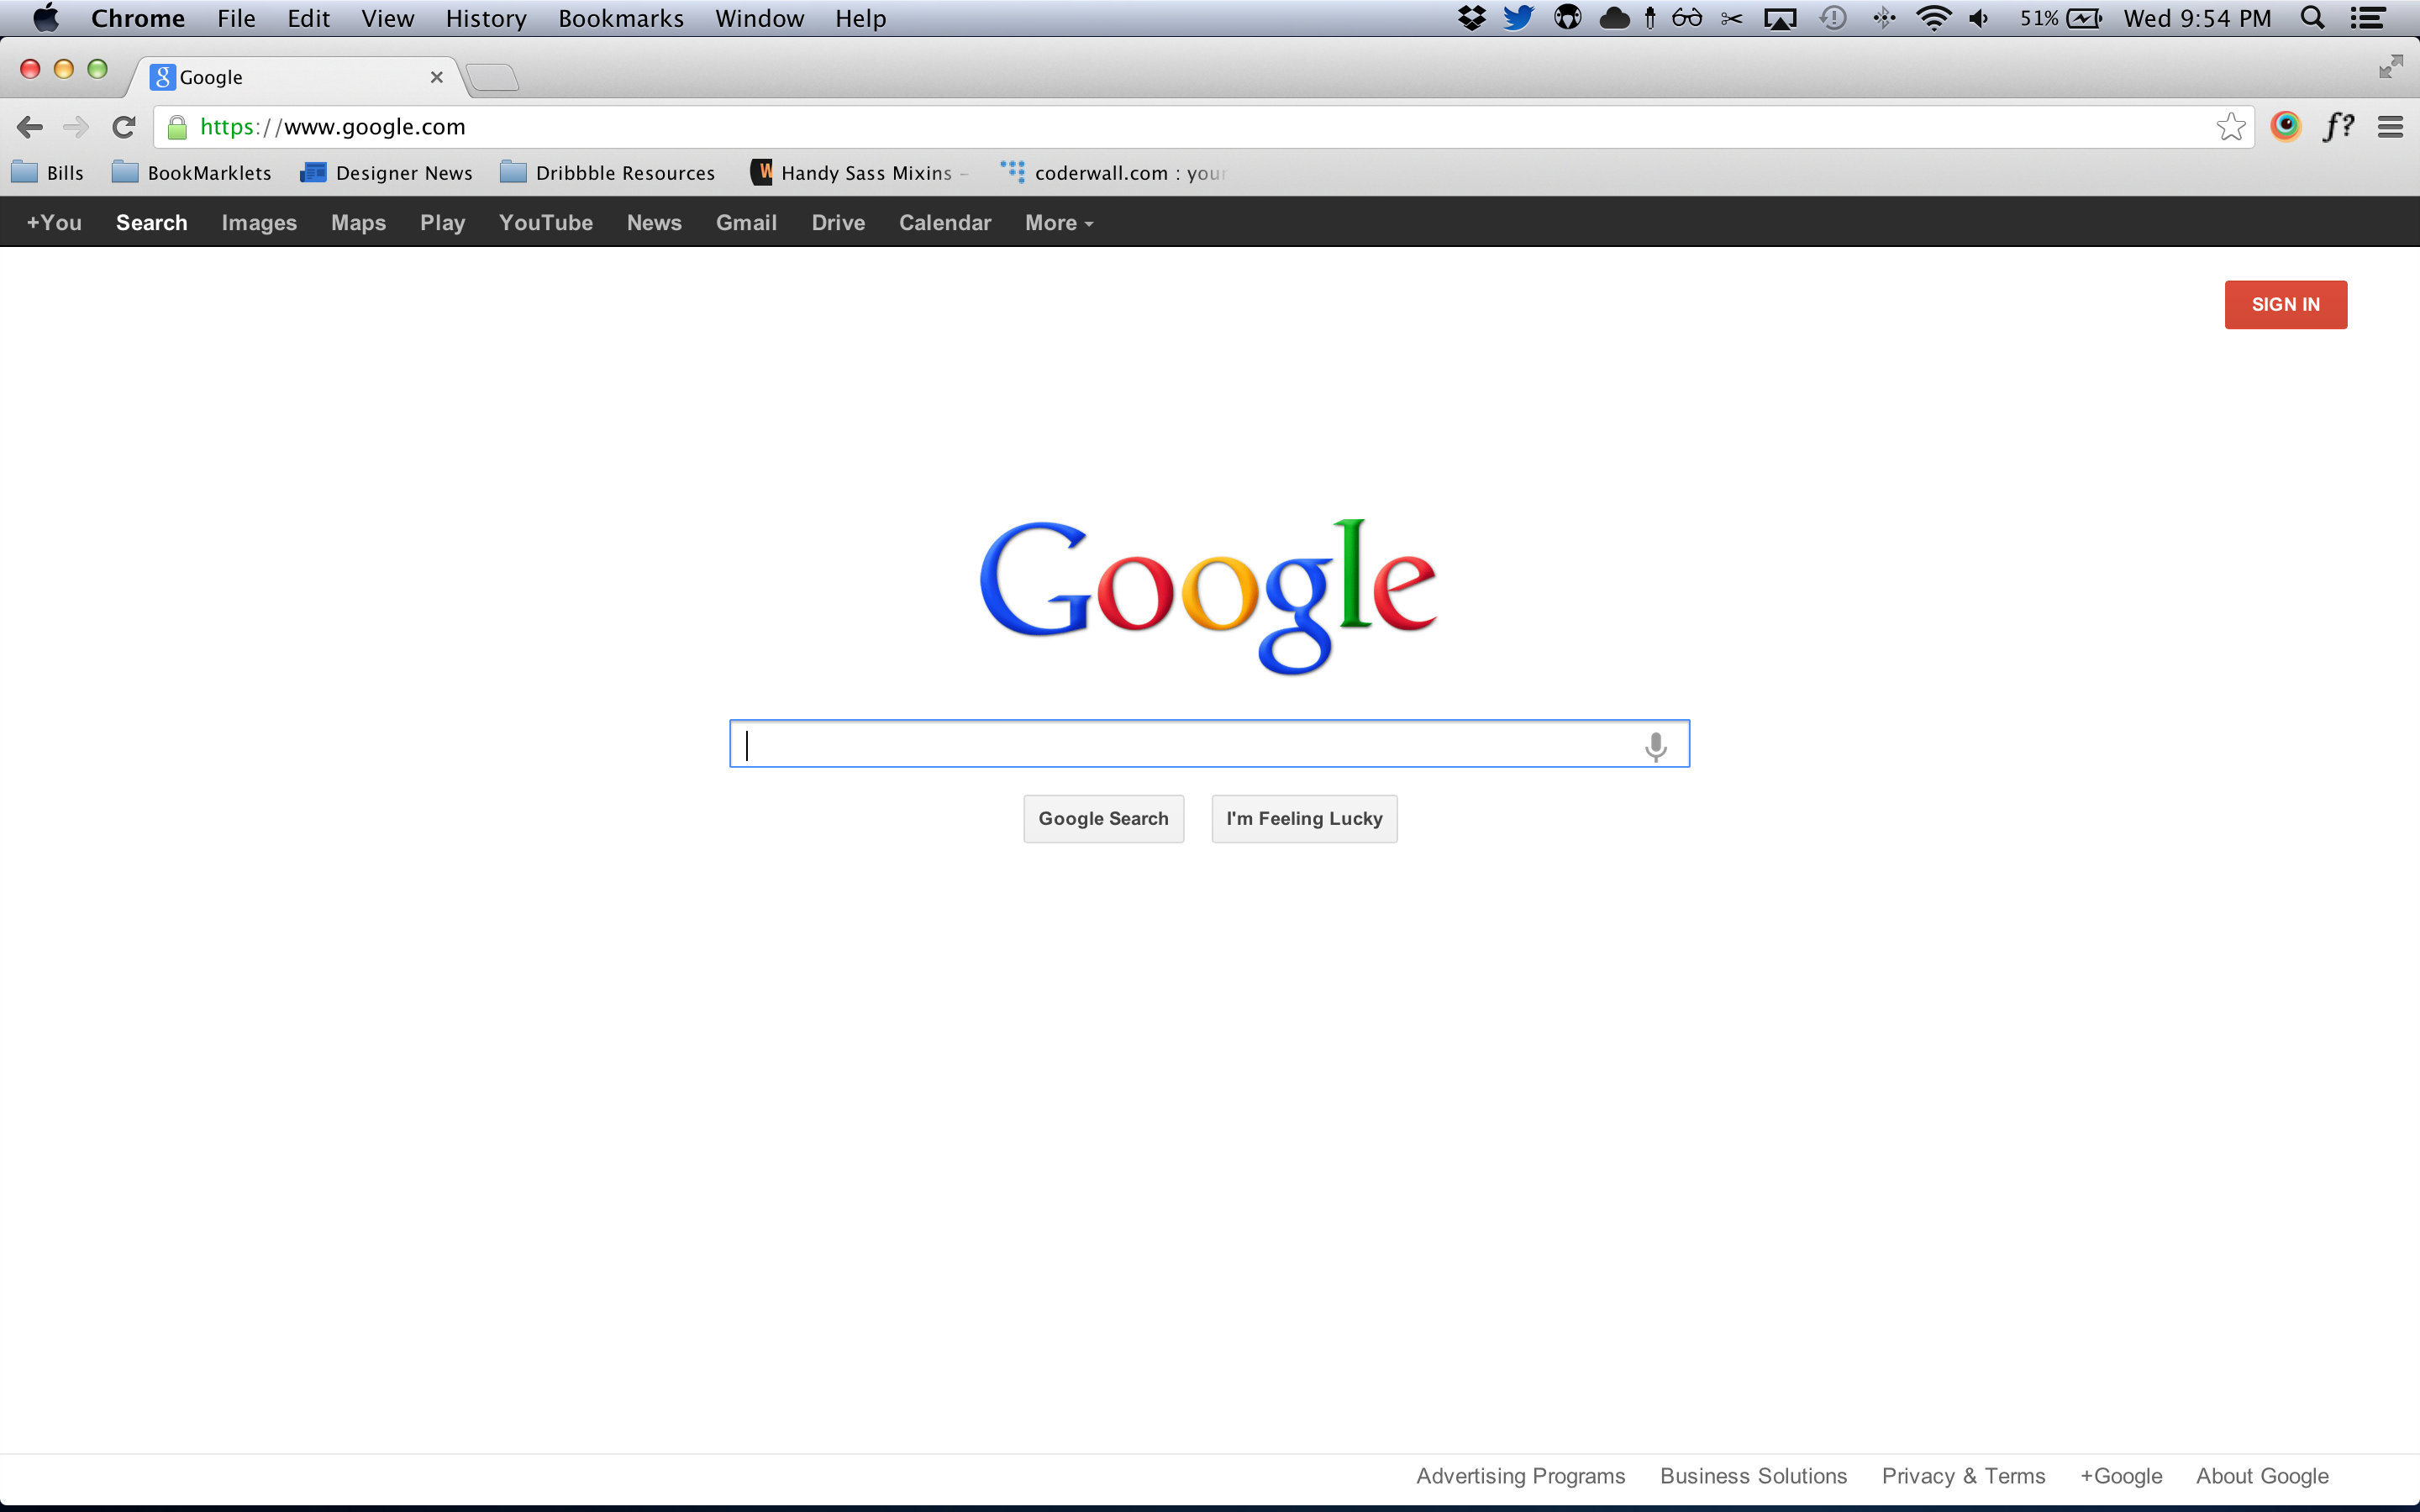 Chrome File Edit View History Bookmarks Window Help 51% Wed 9:54 PM
g Google
https://www.google.com f?
Bills BookMarklets Designer News Dribbble Resources W Handy Sass Mixins – coderwall.com : your
+You Search Images Maps Play YouTube News Gmail Drive Calendar More
SIGN IN
Google
Google Search I'm Feeling Lucky
Advertising Programs Business Solutions Privacy & Terms +Google About Google